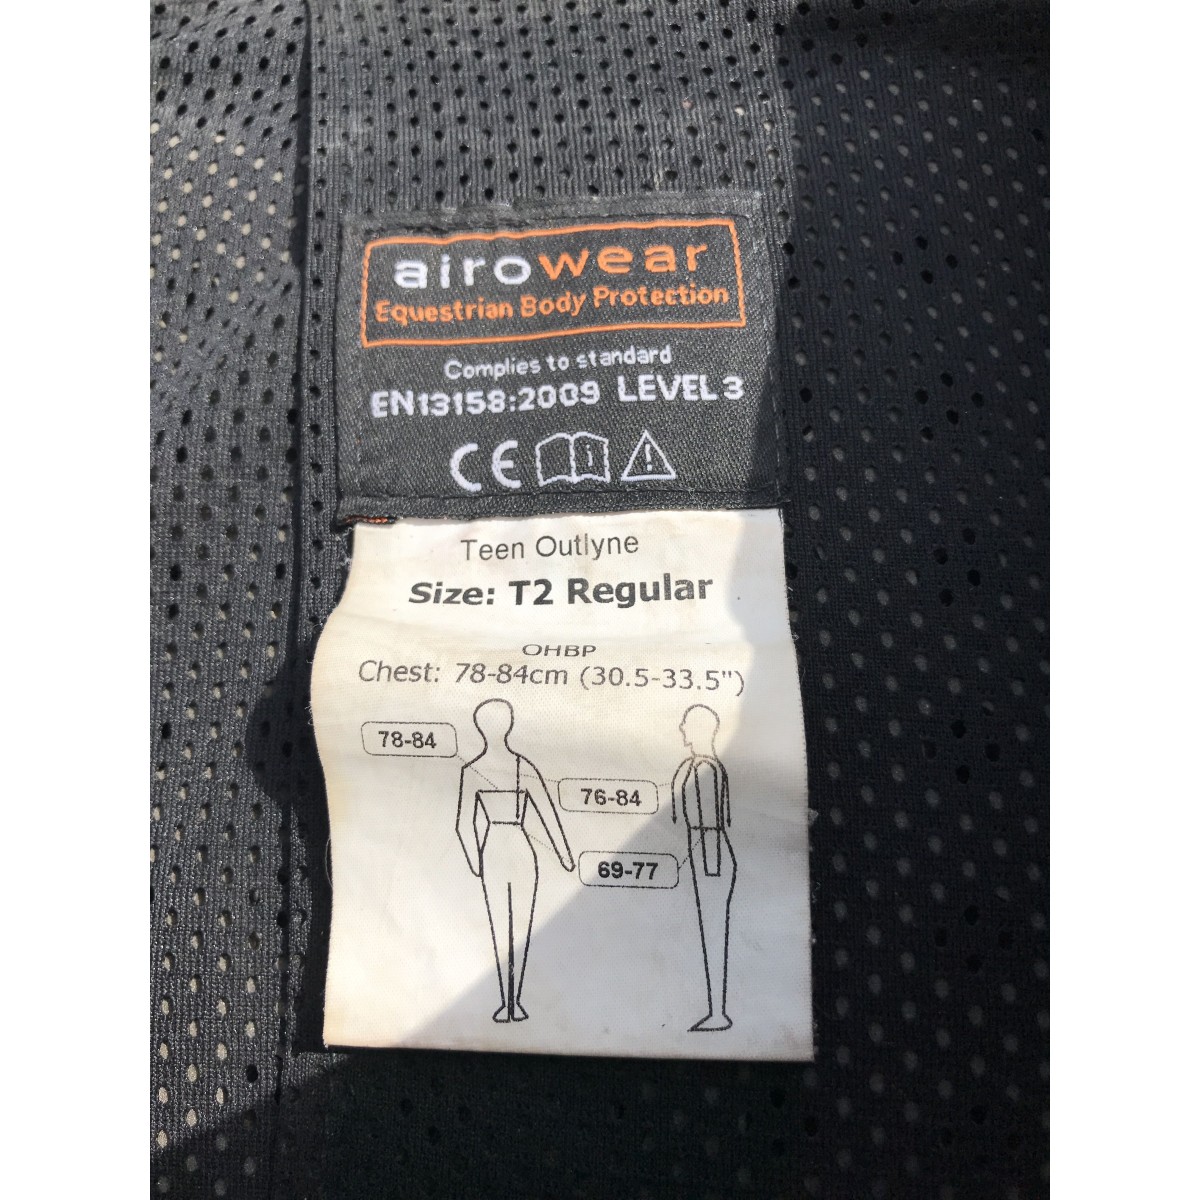 airowear
Equestrian Body Protection
Complies to standard
EN13158:2009 LEVEL 3
CE
Teen Outlyne
Size: T2 Regular
OHBP
Chest: 78-84cm (30.5-33.5")
78-84
76-84
69-77